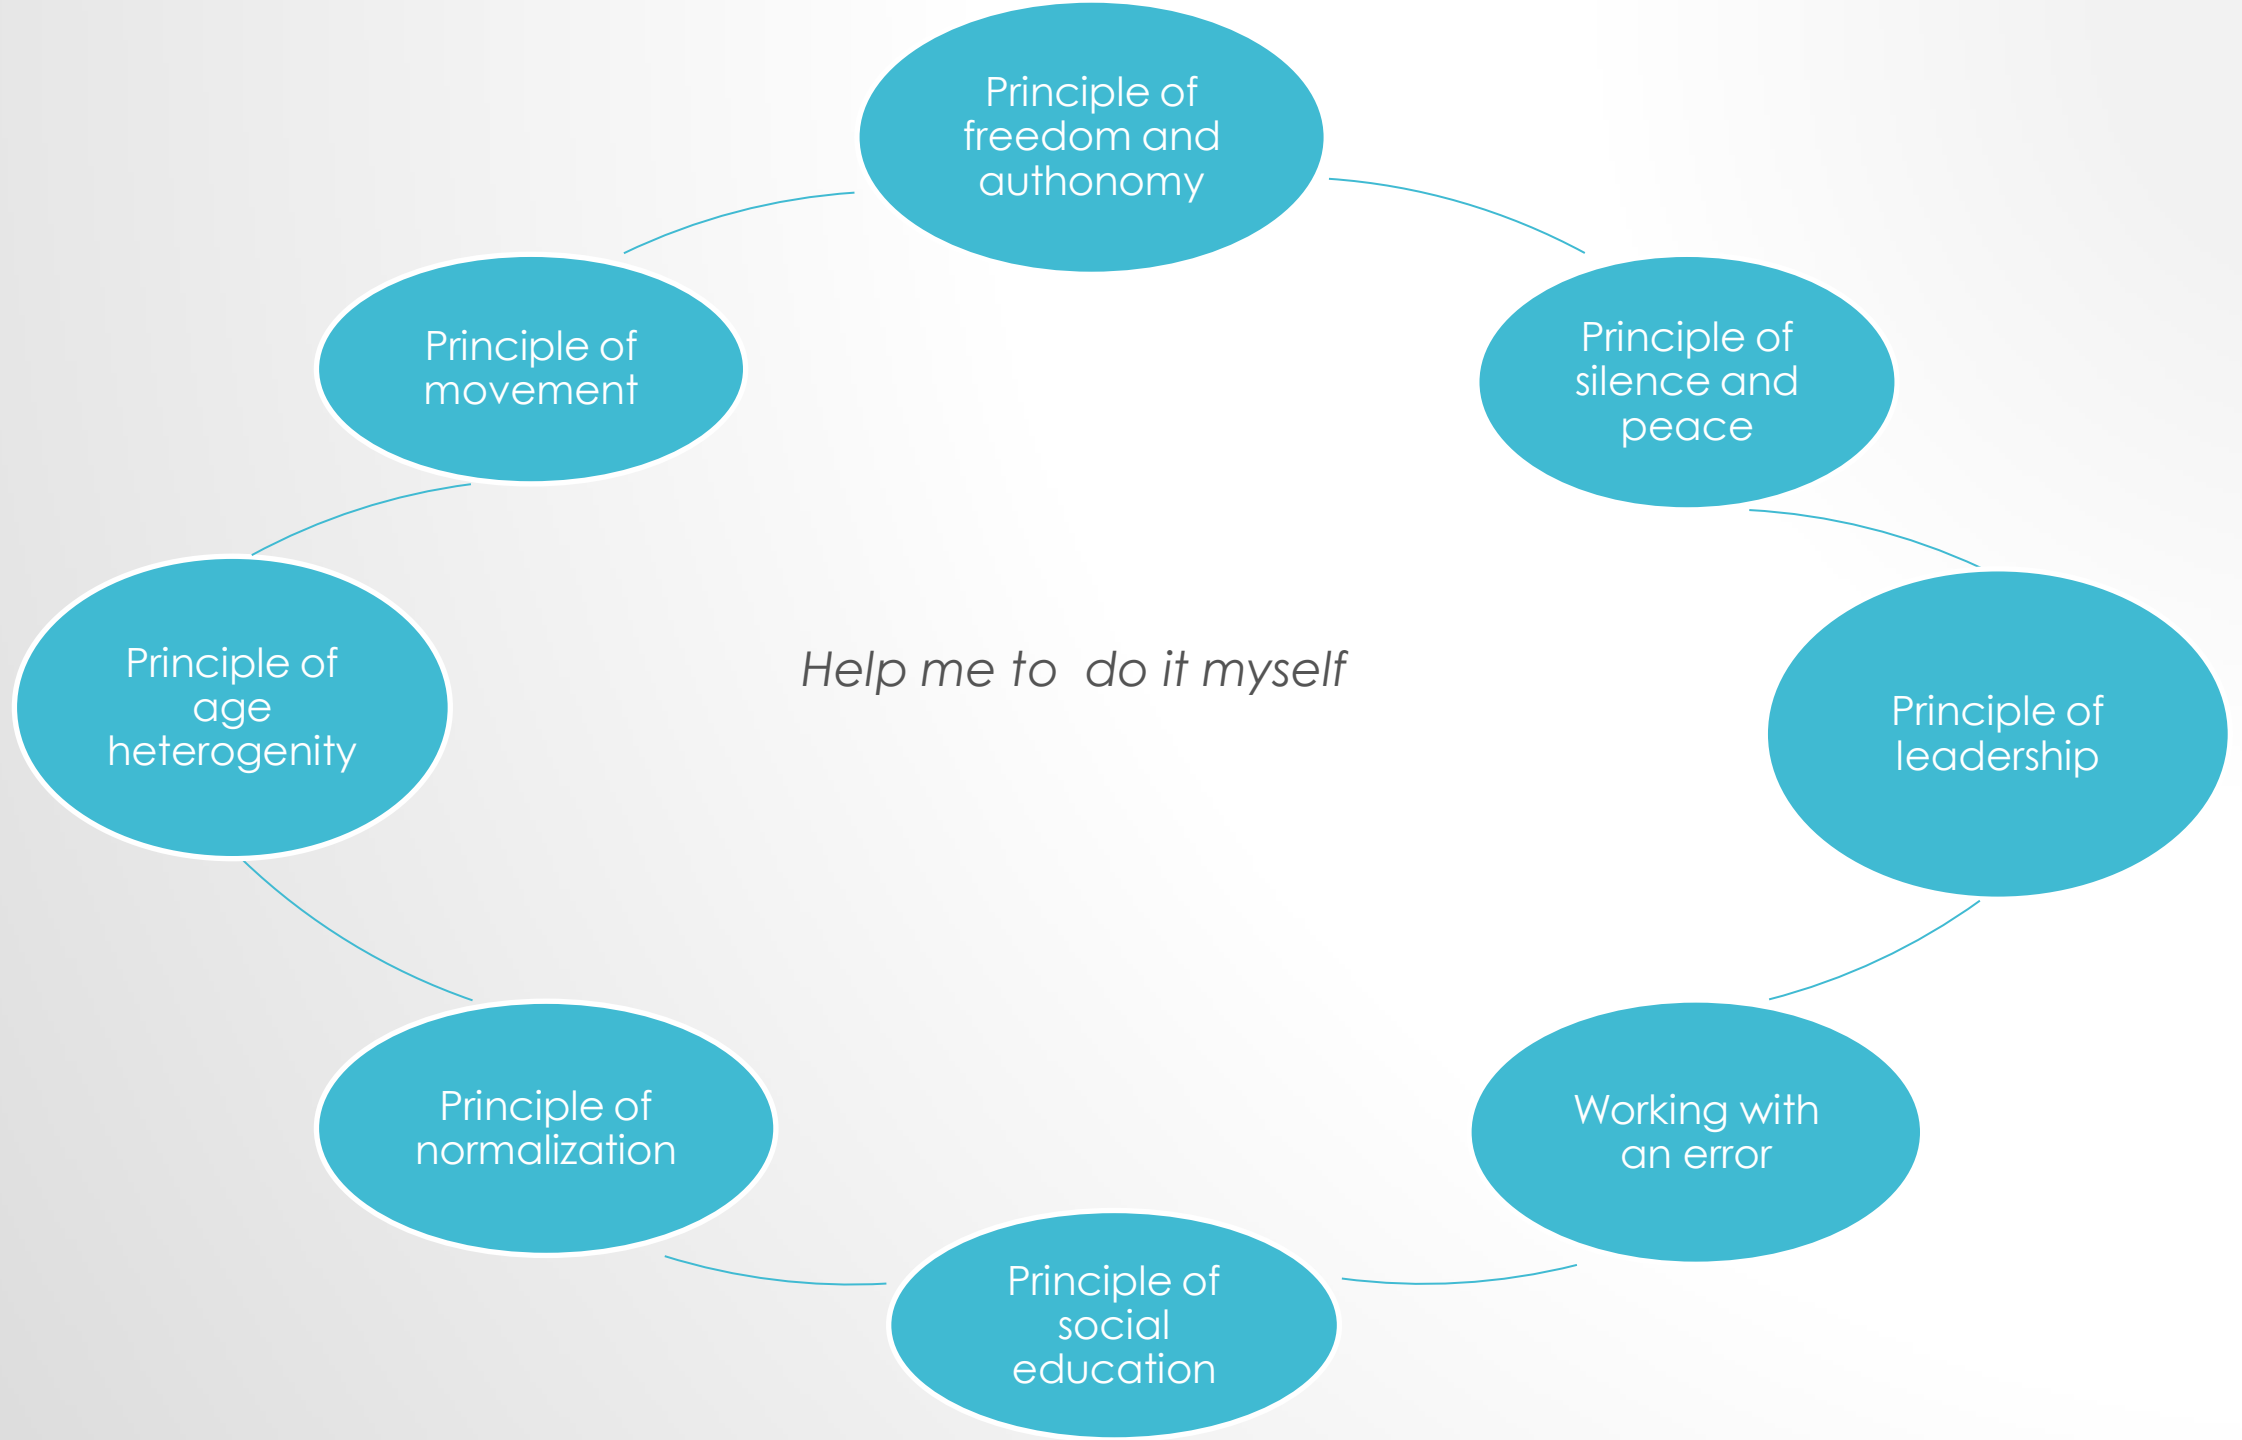 Principle of
freedom and
authonomy
Principle of
silence and
peace
Principle of
leadership
Working with
an error
Principle of
social
education
Principle of
normalization
Principle of
age
heterogenity
Principle of
movement
Help me to  do it myself